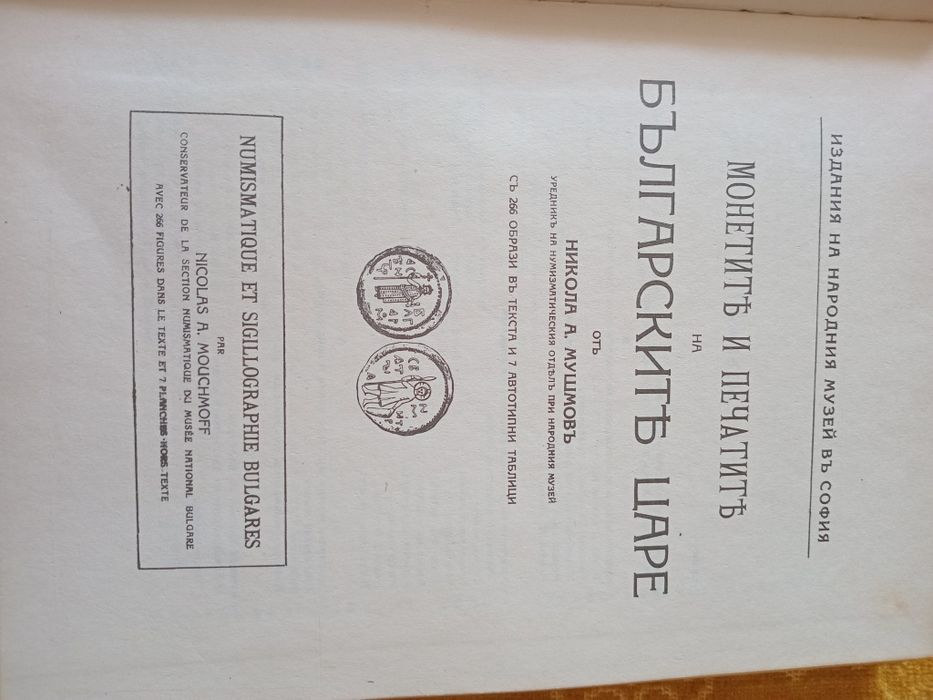 ИЗДАНИЯ НА НАРОДНИЯ МУЗЕЙ ВЪ СОФИЯ
МОНЕТИТѢ И ПЕЧАТИТѢ
НА
БЪЛГАРСКИТѢ ЦАРЕ
ОТЪ
НИКОЛА А. МУШМОВЪ
УРЕДНИКЪ НА НУМИЗМАТИЧЕСКИЯ ОТДѢЛЪ ПРИ НАРОДНИЯ МУЗЕЙ
СЪ 266 ОБРАЗИ ВЪ ТЕКСТА И 7 АВТОТИПНИ ТАБЛИЦИ
NUMISMATIQUE ET SIGILLOGRAPHIE BULGARES
PAR
NICOLAS A. MOUCHMOFF
CONSERVATEUR DE LA SECTION NUMISMATIQUE DU MUSÉE NATIONAL BULGARE
AVEC 266 FIGURES DANS LE TEXTE ET 7 PLANCHES HORS TEXTE